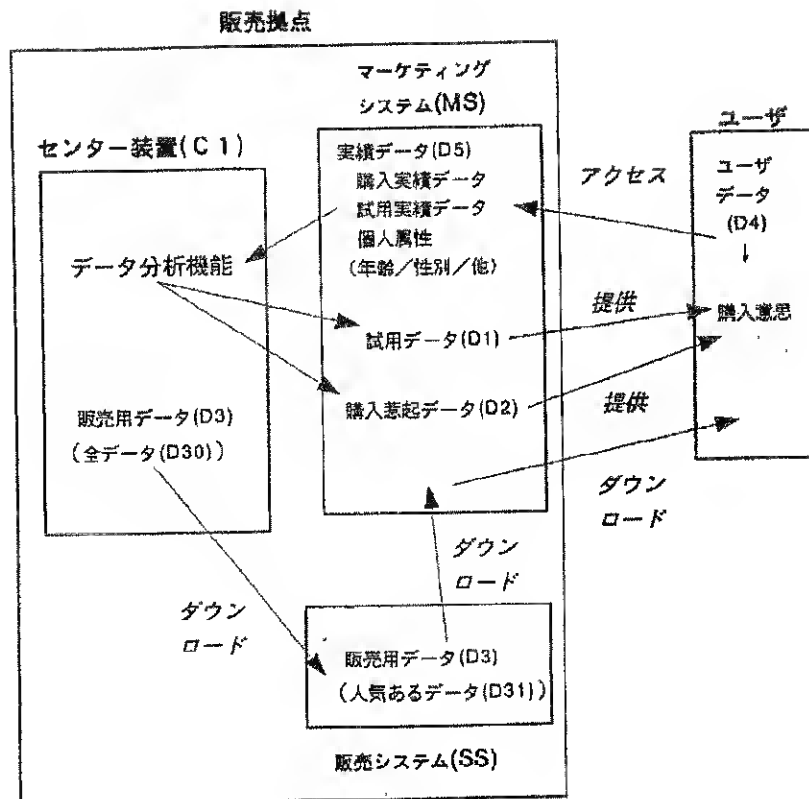 販売拠点
マーケティング
システム(MS)
センター装置(C1)
データ分析機能
販売用データ(D3)
(全データ(D30))
実績データ(D5)
購入実績データ
試用実績データ
個人属性
(年齢/性別/他)
試用データ(D1)
購入惹起データ(D2)
アクセス
提供
提供
ダウン
ロード
ユーザ
ユーザ
データ
(D4)
購入意思
ダウン
ロード
ダウン
ロード
販売用データ(D3)
(人気あるデータ(D31))
販売システム(SS)